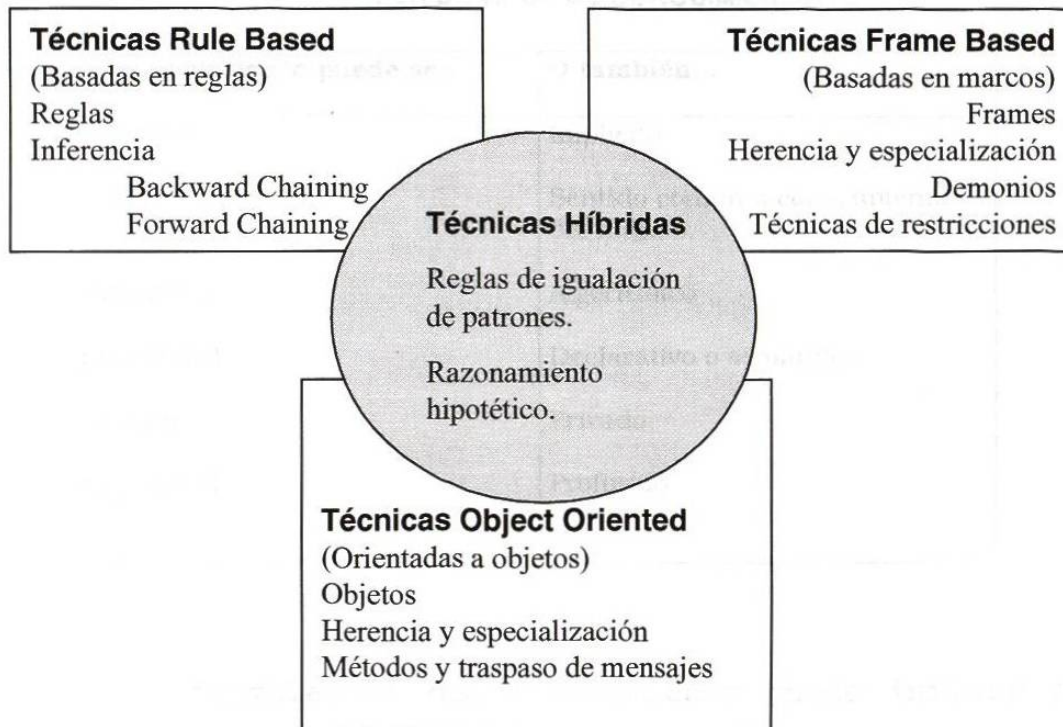 Técnicas Rule Based
(Basadas en reglas)
Reglas
Inferencia
Backward Chaining
Forward Chaining
Técnicas Frame Based
(Basadas en marcos)
Frames
Herencia y especialización
Demonios
Técnicas de restricciones
Técnicas Híbridas
Reglas de igualación
de patrones.
Razonamiento
hipotético.
Técnicas Object Oriented
(Orientadas a objetos)
Objetos
Herencia y especialización
Métodos y traspaso de mensajes